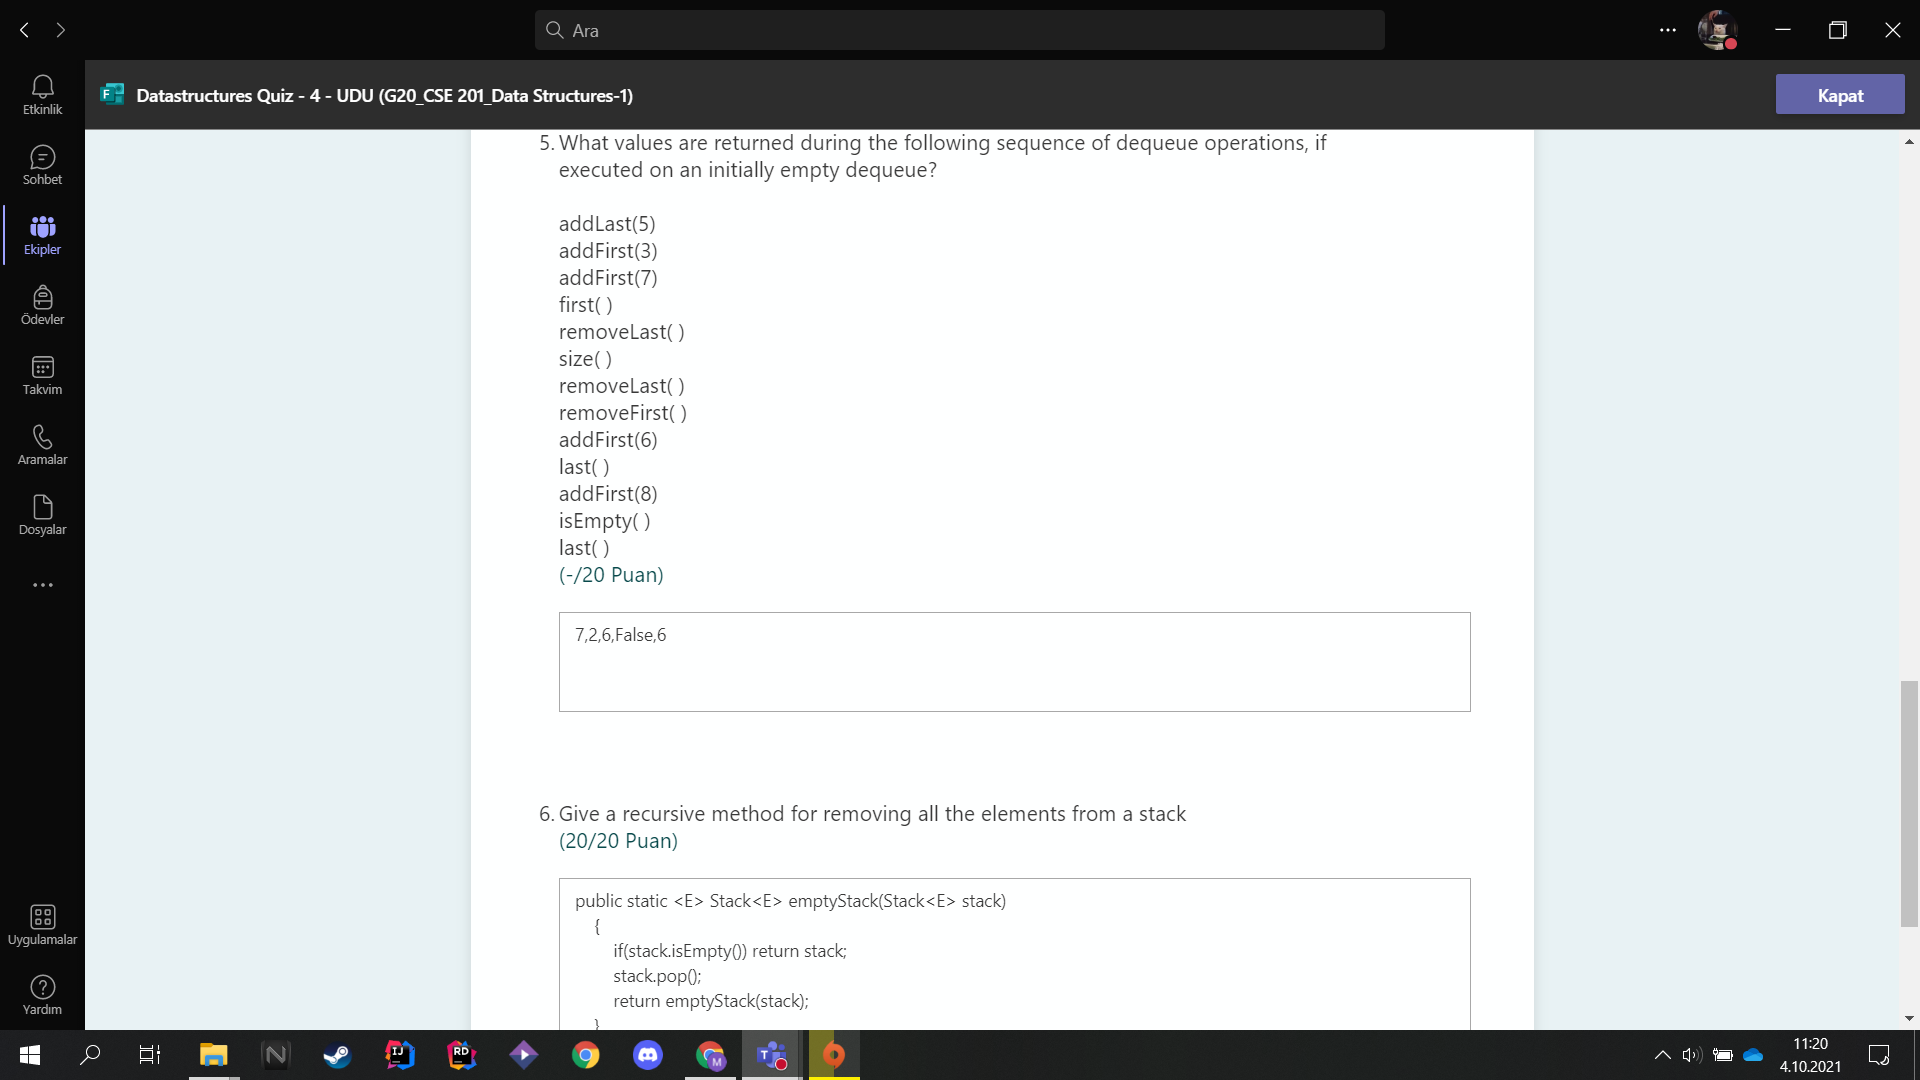 Ara
Etkinlik
Sohbet
Ekipler
Ödevler
Takvim
Aramalar
Dosyalar
Uygulamalar
Yardım
Datastructures Quiz - 4 - UDU (G20_CSE 201_Data Structures-1)
Kapat
5. What values are returned during the following sequence of dequeue operations, if
executed on an initially empty dequeue?
addLast(5)
addFirst(3)
addFirst(7)
first( )
removeLast( )
size( )
removeLast( )
removeFirst( )
addFirst(6)
last( )
addFirst(8)
isEmpty( )
last( )
(-/20 Puan)
7,2,6,False,6
6. Give a recursive method for removing all the elements from a stack
(20/20 Puan)
public static <E> Stack<E> emptyStack(Stack<E> stack)
{
if(stack.isEmpty()) return stack;
stack.pop();
return emptyStack(stack);
}
11:20
4.10.2021